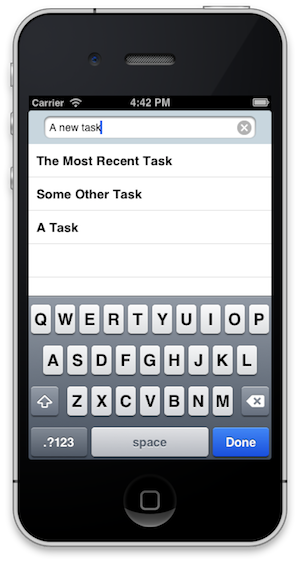 Carrier 4:42 PM
A new task
The Most Recent Task
Some Other Task
A Task
Q W E R T Y U I O P
A S D F G H J K L
Z X C V B N M
.?123 space Done